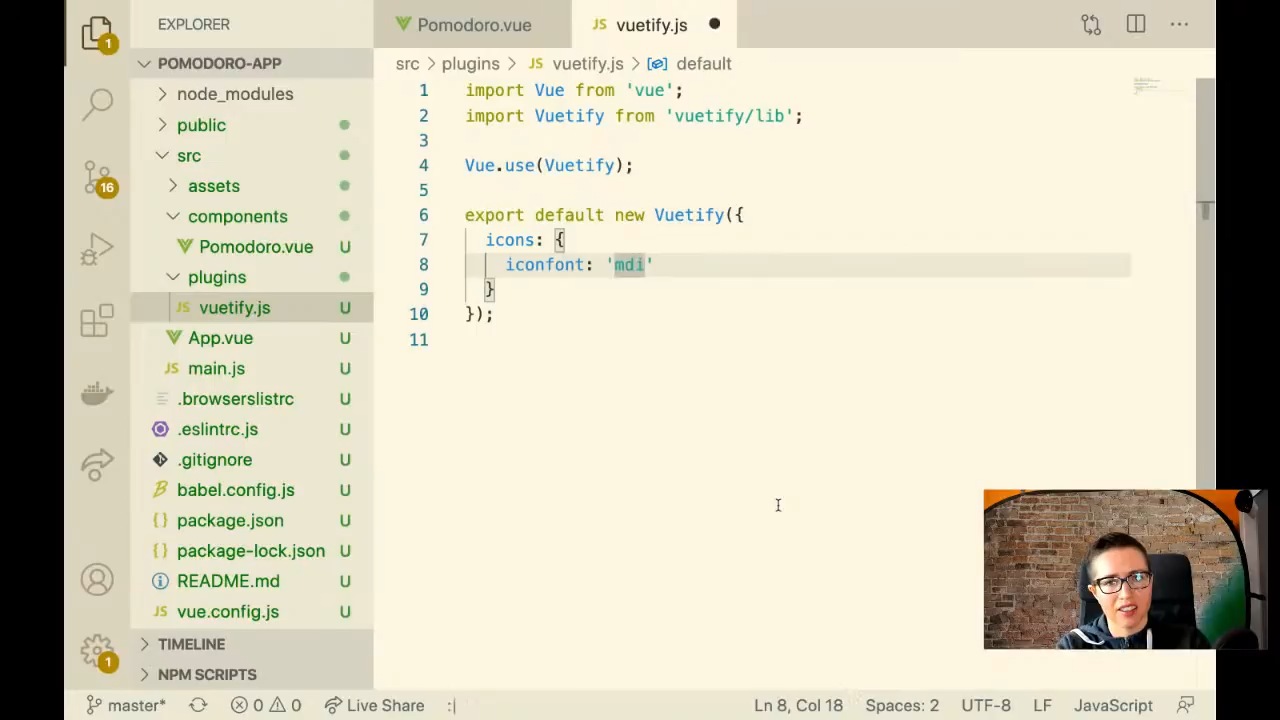 EXPLORER
POMODORO-APP
node_modules
public
src
assets
components
Pomodoro.vue U
plugins
JS vuetify.js U
App.vue U
JS main.js U
.browserslistrc U
.eslintrc.js U
.gitignore U
babel.config.js U
{} package.json U
{} package-lock.json U
README.md U
JS vue.config.js U
TIMELINE
NPM SCRIPTS
1
16
1
Pomodoro.vue
JS vuetify.js
src > plugins > JS vuetify.js > default
1 import Vue from 'vue';
2 import Vuetify from 'vuetify/lib';
3
4 Vue.use(Vuetify);
5
6 export default new Vuetify({
7 icons: {
8 iconfont: 'mdi'
9 }
10 });
11
master* 0 0 Live Share Ln 8, Col 18 Spaces: 2 UTF-8 LF JavaScript